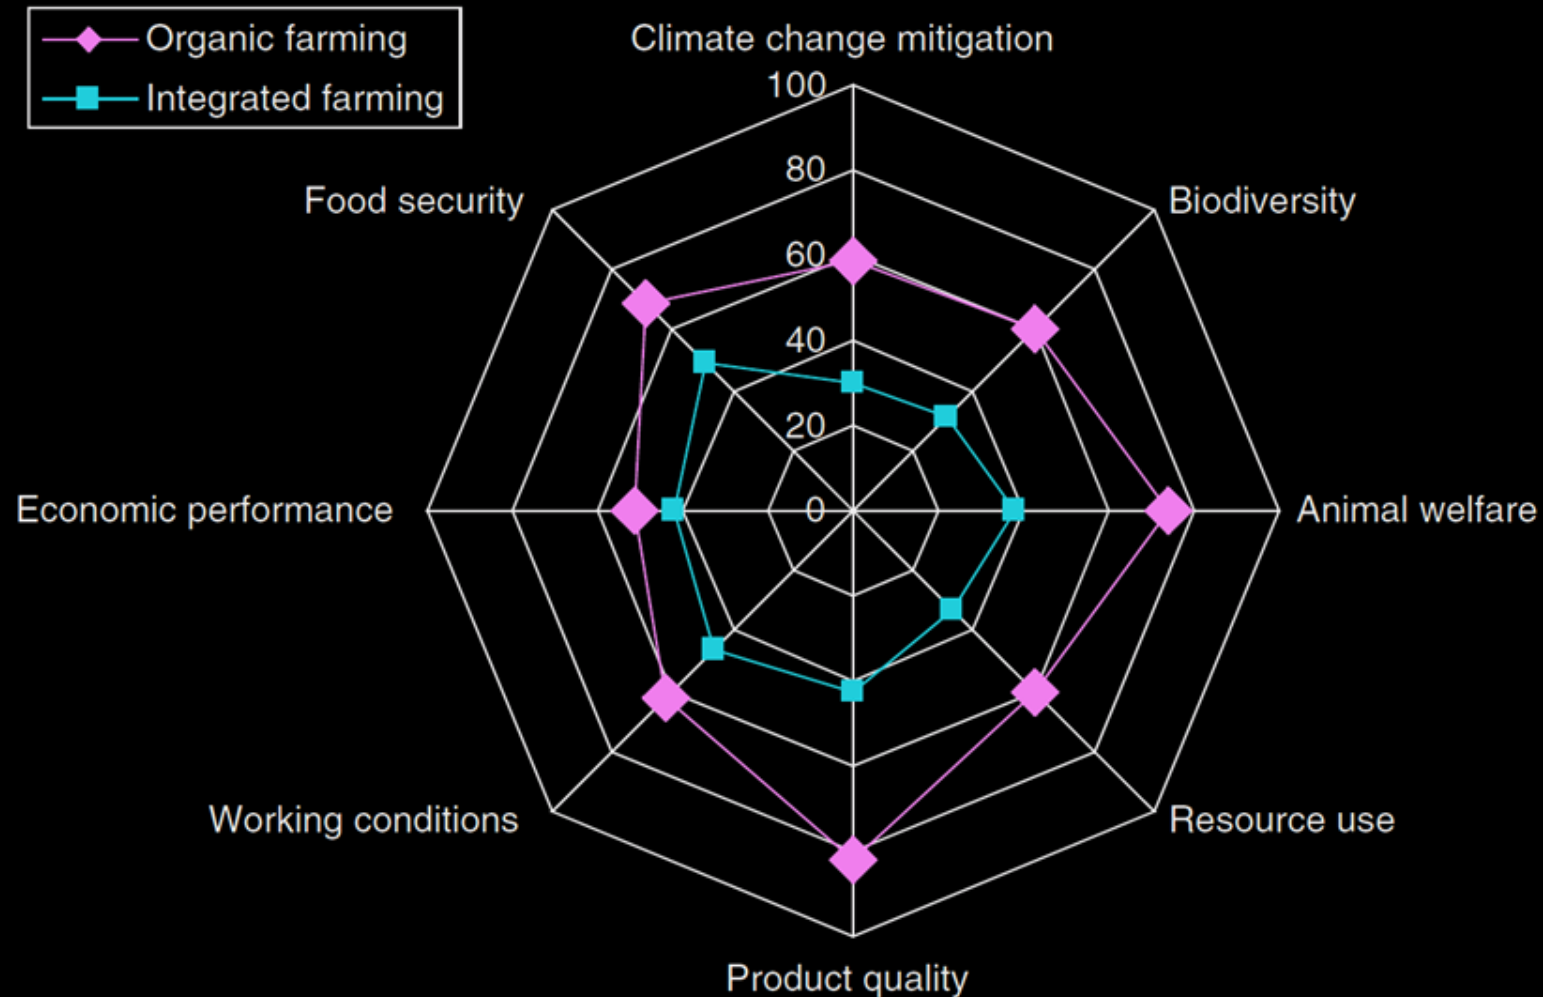 Organic farming
Integrated farming
Climate change mitigation
100
80
60
40
20
0
Food security
Biodiversity
Economic performance
Animal welfare
Working conditions
Resource use
Product quality